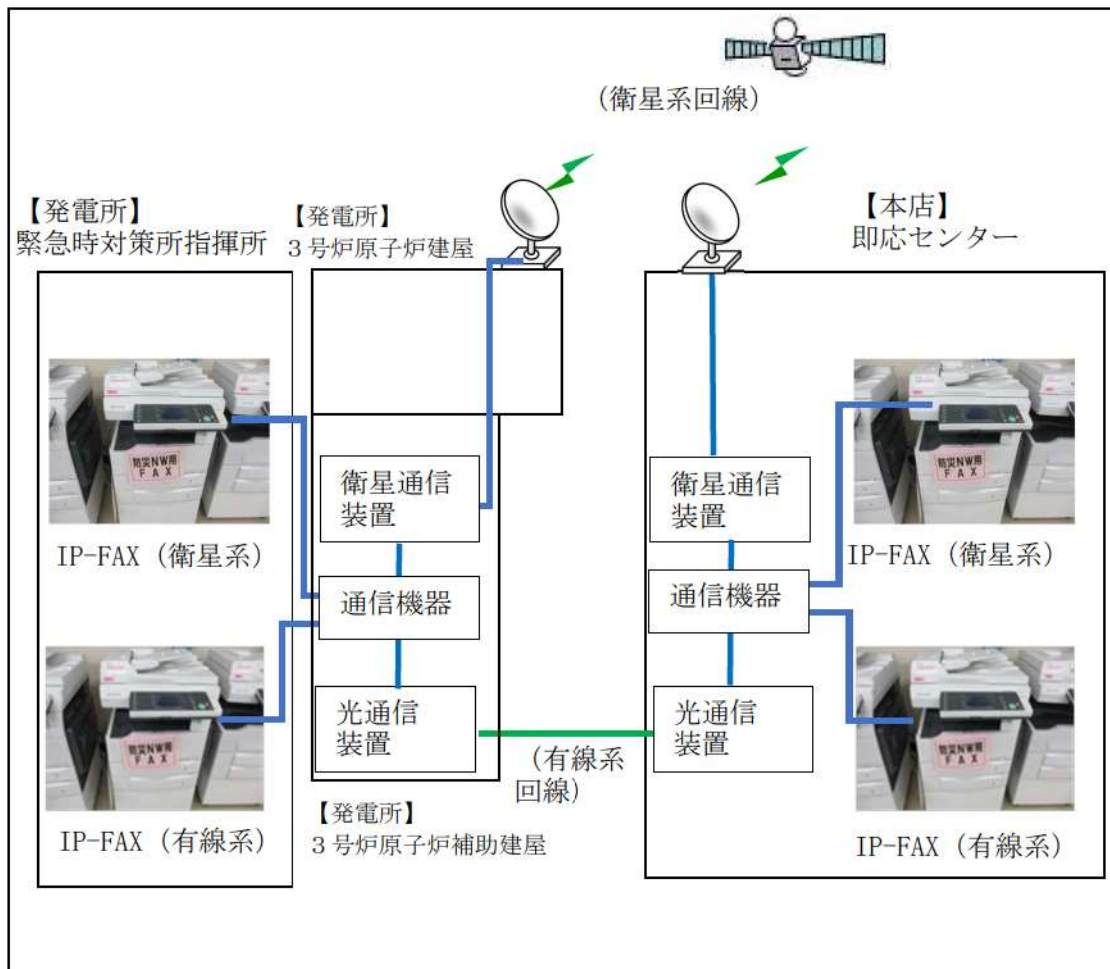 （衛星系回線）
【発電所】
緊急時対策所指揮所
【発電所】
３号炉原子炉建屋
【本店】
即応センター
防災NW用
ＦＡＸ
IP-FAX（衛星系）
防災NW用
ＦＡＸ
IP-FAX（有線系）
衛星通信
装置
通信機器
光通信
装置
【発電所】
３号炉原子炉補助建屋
（有線系
回線）
衛星通信
装置
通信機器
光通信
装置
防災NW用
ＦＡＸ
IP-FAX（衛星系）
防災NW用
ＦＡＸ
IP-FAX（有線系）